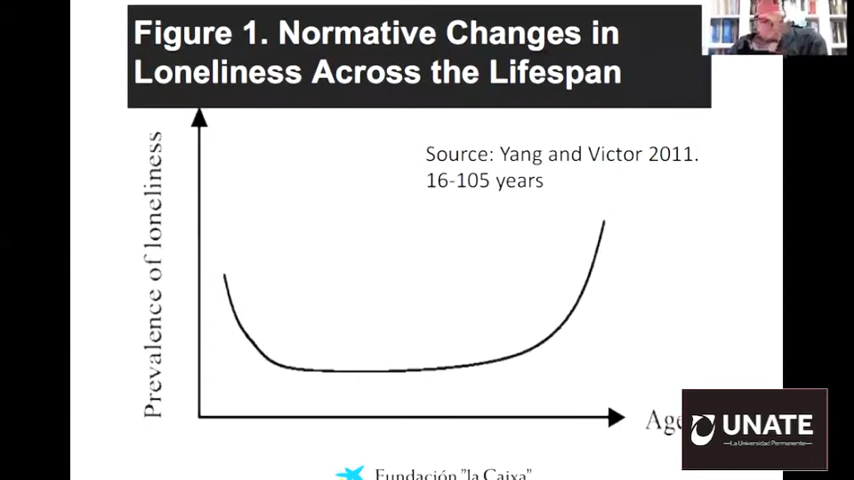 Figure 1. Normative Changes in
Loneliness Across the Lifespan
Source: Yang and Victor 2011.
16-105 years
Prevalence of loneliness
Age
UNATE
—La Universidad Permanente—
Fundación "la Caixa"